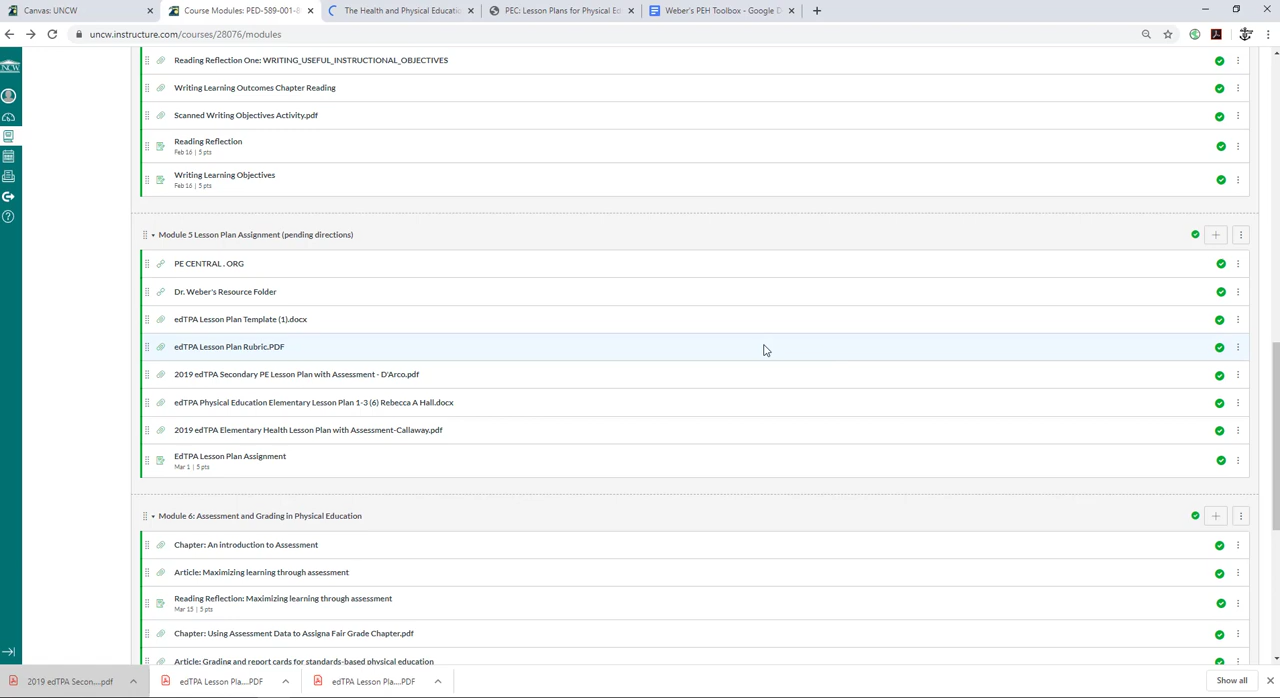 Canvas: UNCW
Course Modules: PED-589-001-8
The Health and Physical Educatio
PEC: Lesson Plans for Physical Ed
Weber's PEH Toolbox - Google D
uncw.instructure.com/courses/28076/modules
UNCW
Reading Reflection One: WRITING_USEFUL_INSTRUCTIONAL_OBJECTIVES
Writing Learning Outcomes Chapter Reading
Scanned Writing Objectives Activity.pdf
Reading Reflection
Feb 16 | 5 pts
Writing Learning Objectives
Feb 16 | 5 pts
Module 5 Lesson Plan Assignment (pending directions)
PE CENTRAL . ORG
Dr. Weber's Resource Folder
edTPA Lesson Plan Template (1).docx
edTPA Lesson Plan Rubric.PDF
2019 edTPA Secondary PE Lesson Plan with Assessment - D'Arco.pdf
edTPA Physical Education Elementary Lesson Plan 1-3 (6) Rebecca A Hall.docx
2019 edTPA Elementary Health Lesson Plan with Assessment-Callaway.pdf
EdTPA Lesson Plan Assignment
Mar 1 | 5 pts
Module 6: Assessment and Grading in Physical Education
Chapter: An introduction to Assessment
Article: Maximizing learning through assessment
Reading Reflection: Maximizing learning through assessment
Mar 15 | 5 pts
Chapter: Using Assessment Data to Assigna Fair Grade Chapter.pdf
Article: Grading and report cards for standards-based physical education
2019 edTPA Secon....pdf
edTPA Lesson Pla....PDF
edTPA Lesson Pla....PDF
Show all